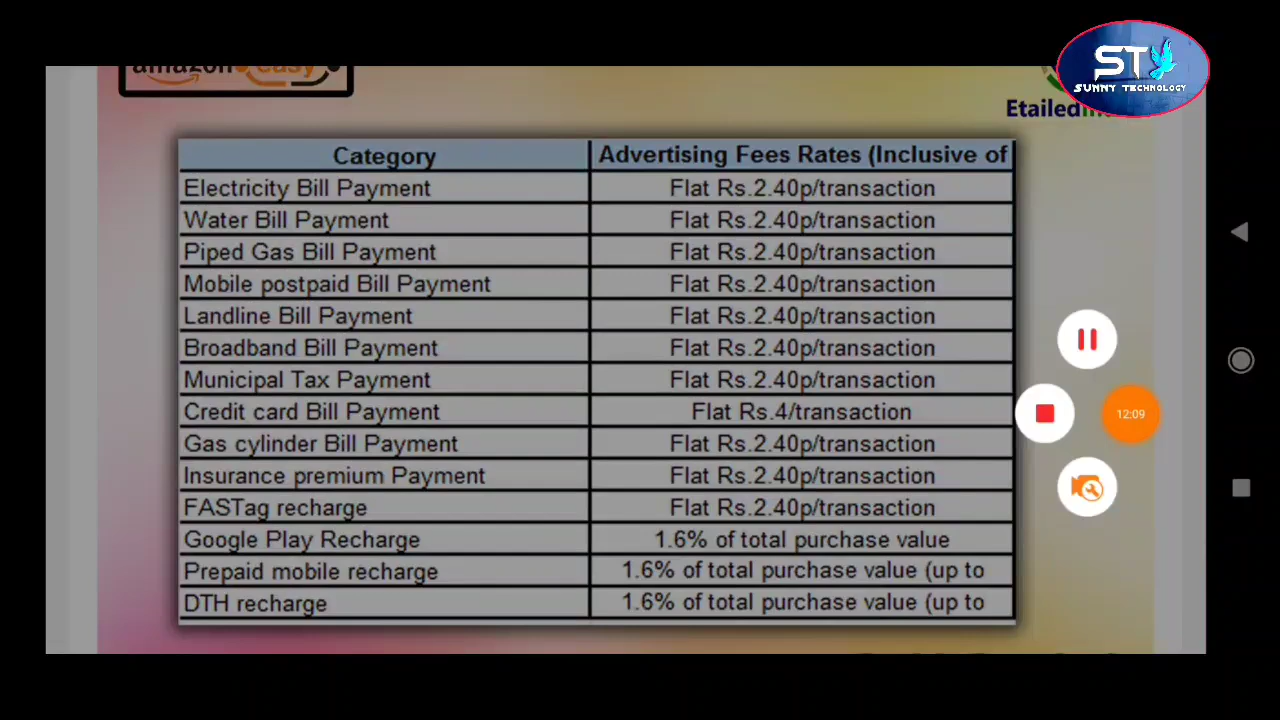 amazon easy
ST
SUNNY TECHNOLOGY
Etailed
Category Advertising Fees Rates (Inclusive of
Electricity Bill Payment Flat Rs.2.40p/transaction
Water Bill Payment Flat Rs.2.40p/transaction
Piped Gas Bill Payment Flat Rs.2.40p/transaction
Mobile postpaid Bill Payment Flat Rs.2.40p/transaction
Landline Bill Payment Flat Rs.2.40p/transaction
Broadband Bill Payment Flat Rs.2.40p/transaction
Municipal Tax Payment Flat Rs.2.40p/transaction
Credit card Bill Payment Flat Rs.4/transaction
Gas cylinder Bill Payment Flat Rs.2.40p/transaction
Insurance premium Payment Flat Rs.2.40p/transaction
FASTag recharge Flat Rs.2.40p/transaction
Google Play Recharge 1.6% of total purchase value
Prepaid mobile recharge 1.6% of total purchase value (up to
DTH recharge 1.6% of total purchase value (up to
12:09